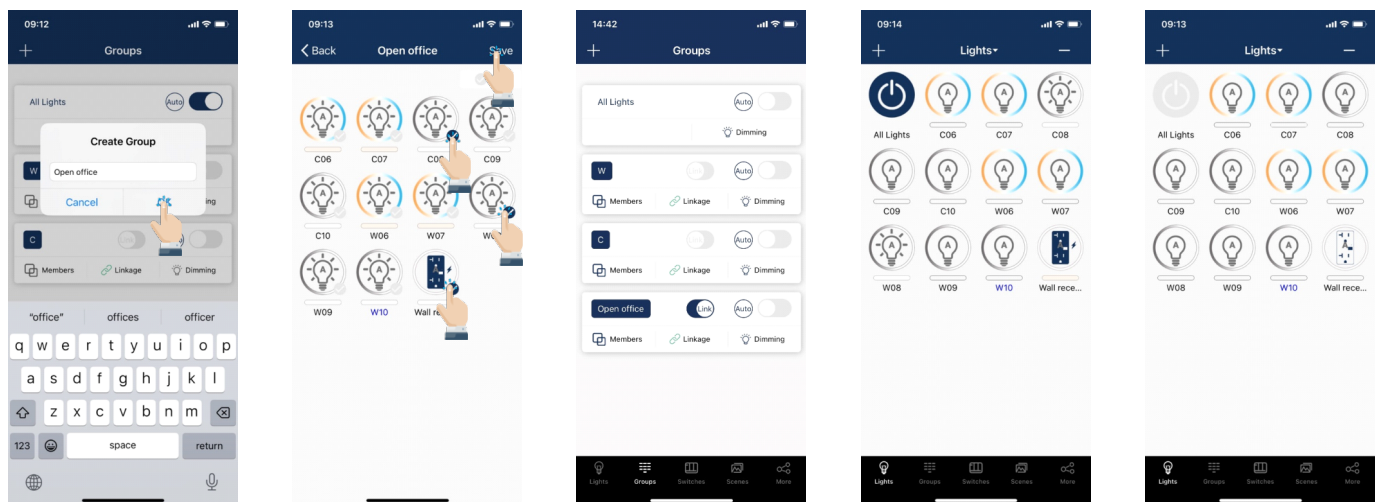 09:12
Groups
All Lights
Auto
Create Group
W
Open office
Cancel
C
Members
Linkage
Dimming
"office"
offices
officer
q w e r t y u i o p
a s d f g h j k l
z x c v b n m
123
space
return
09:13
Back
Open office
Save
C06
C07
C08
C09
C10
W06
W07
W09
W10
14:42
Groups
All Lights
Auto
Dimming
W
Auto
Members
Linkage
Dimming
C
Auto
Members
Linkage
Dimming
Open office
Link
Auto
Members
Linkage
Dimming
Lights
Groups
Switches
Scenes
More
09:14
Lights
All Lights
C06
C07
C08
C09
C10
W06
W07
W08
W09
W10
Wall rece...
Lights
Groups
Switches
Scenes
More
09:13
Lights
All Lights
C06
C07
C08
C09
C10
W06
W07
W08
W09
W10
Wall rece...
Lights
Groups
Switches
Scenes
More